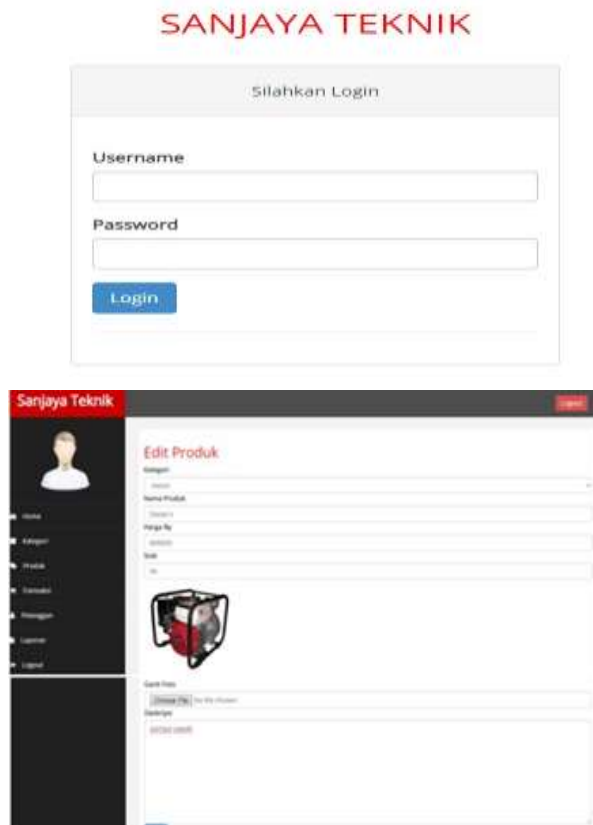 SANJAYA TEKNIK
Silahkan Login
Username
Password
Login
Sanjaya Teknik
Logout
Edit Produk
Kategori
Nama Produk
Harga Rp
Stok
Home
Kategori
Produk
Transaksi
Pelanggan
Laporan
Logout
Ganti Foto
Choose File No file chosen
Deskripsi